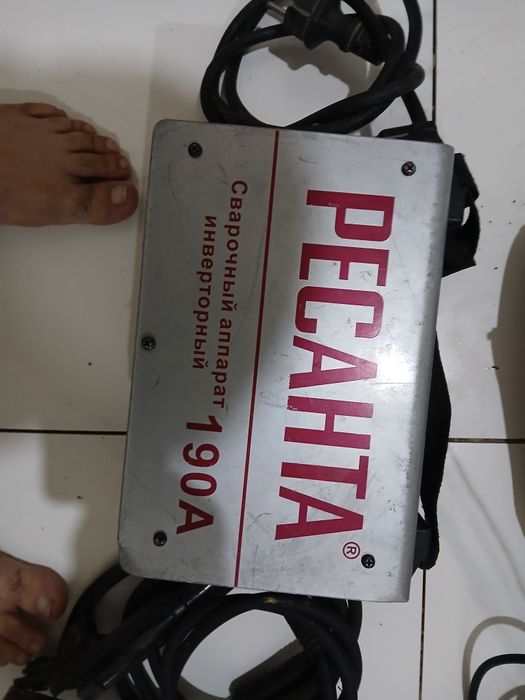 РЕСАНТА®
Сварочный аппарат
инверторный
190А